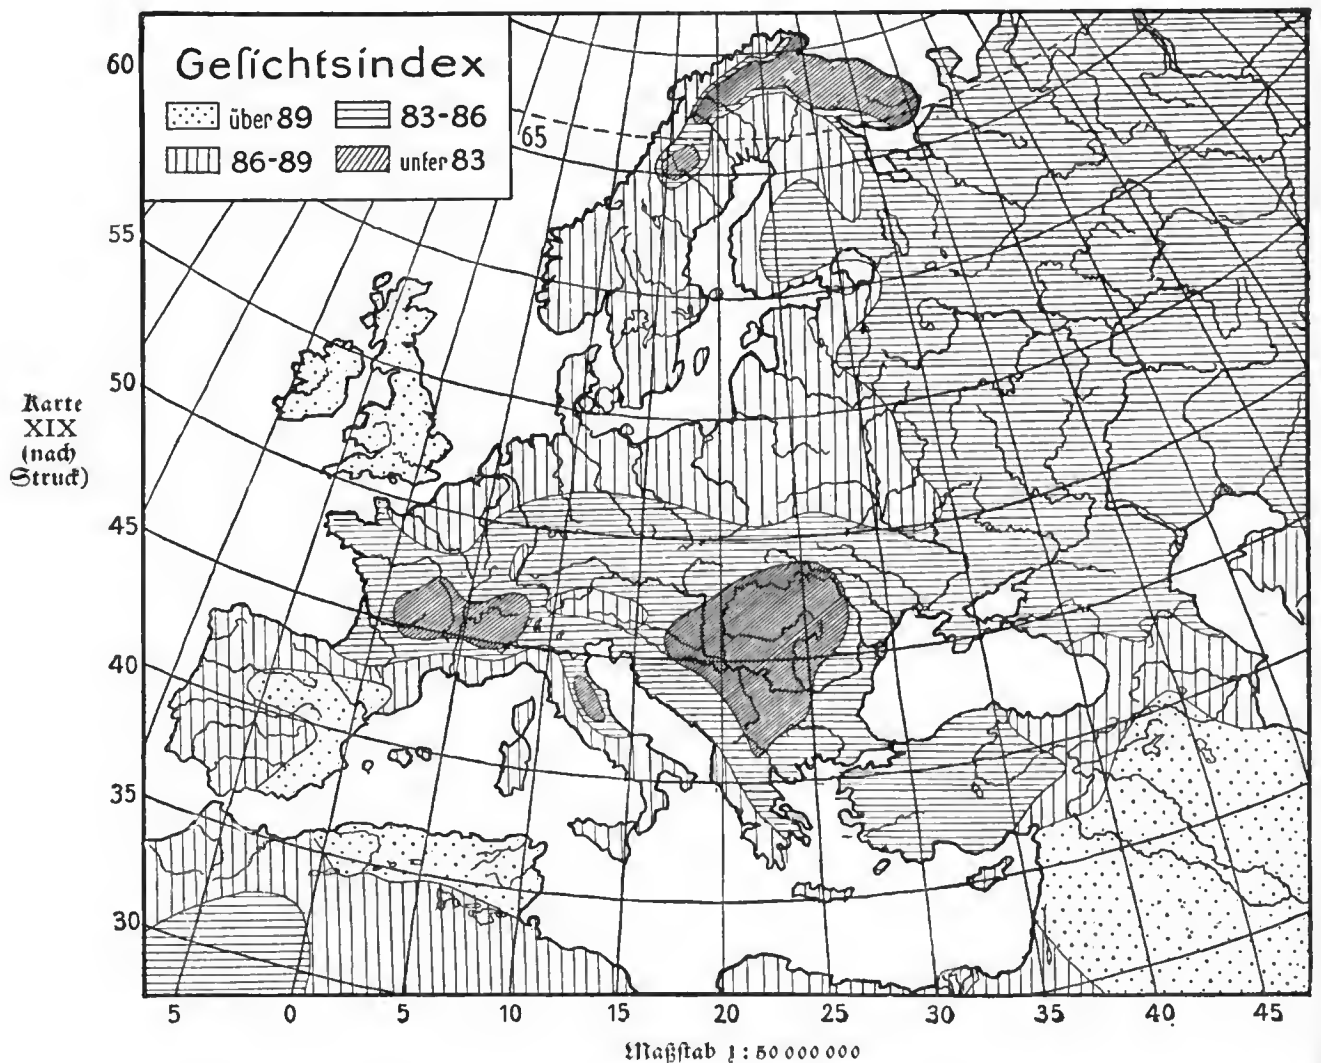 Geſichtsindex
über 89
83-86
86-89
unter 83
60
65
55
50
Karte
XIX
(nach
Struck)
45
40
35
30
5 0 5 10 15 20 25 30 35 40 45
Maßſtab 1:50 000 000